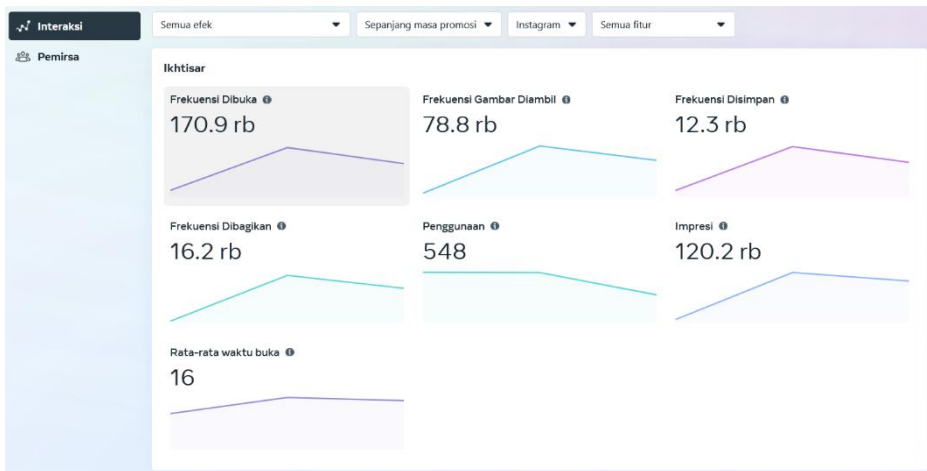 Interaksi
Pemirsa
Semua efek
Sepanjang masa promosi
Instagram
Semua fitur
Ikhtisar
Frekuensi Dibuka
170.9 rb
Frekuensi Gambar Diambil
78.8 rb
Frekuensi Disimpan
12.3 rb
Frekuensi Dibagikan
16.2 rb
Penggunaan
548
Impresi
120.2 rb
Rata-rata waktu buka
16